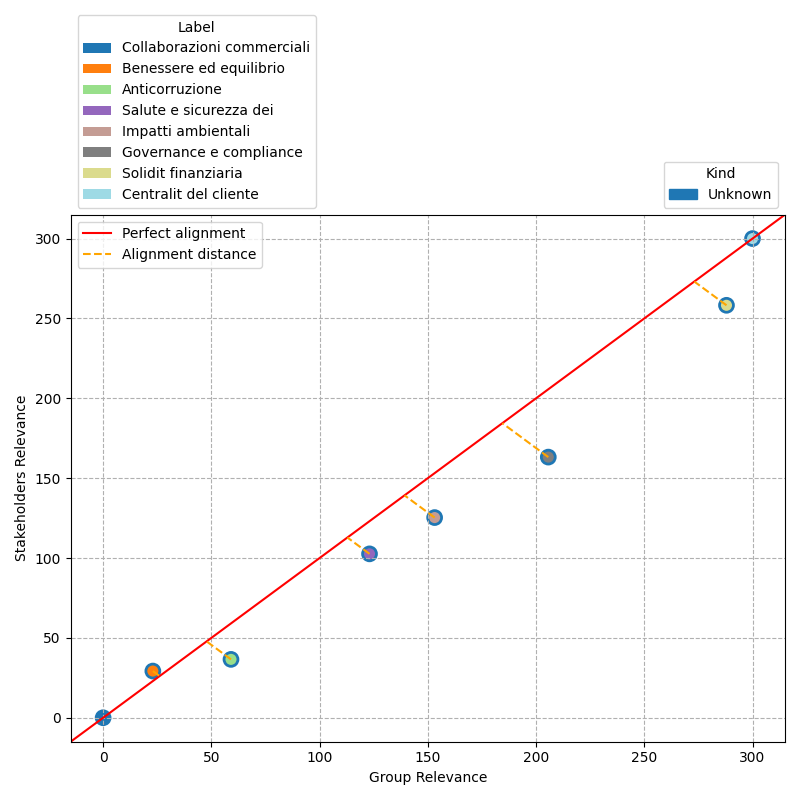 Label
Collaborazioni commerciali
Benessere ed equilibrio
Anticorruzione
Salute e sicurezza dei
Impatti ambientali
Governance e compliance
Solidit finanziaria
Centralit del cliente
Kind
Unknown
Perfect alignment
Alignment distance
300
250
200
150
100
50
0
Stakeholders Relevance
0 50 100 150 200 250 300
Group Relevance